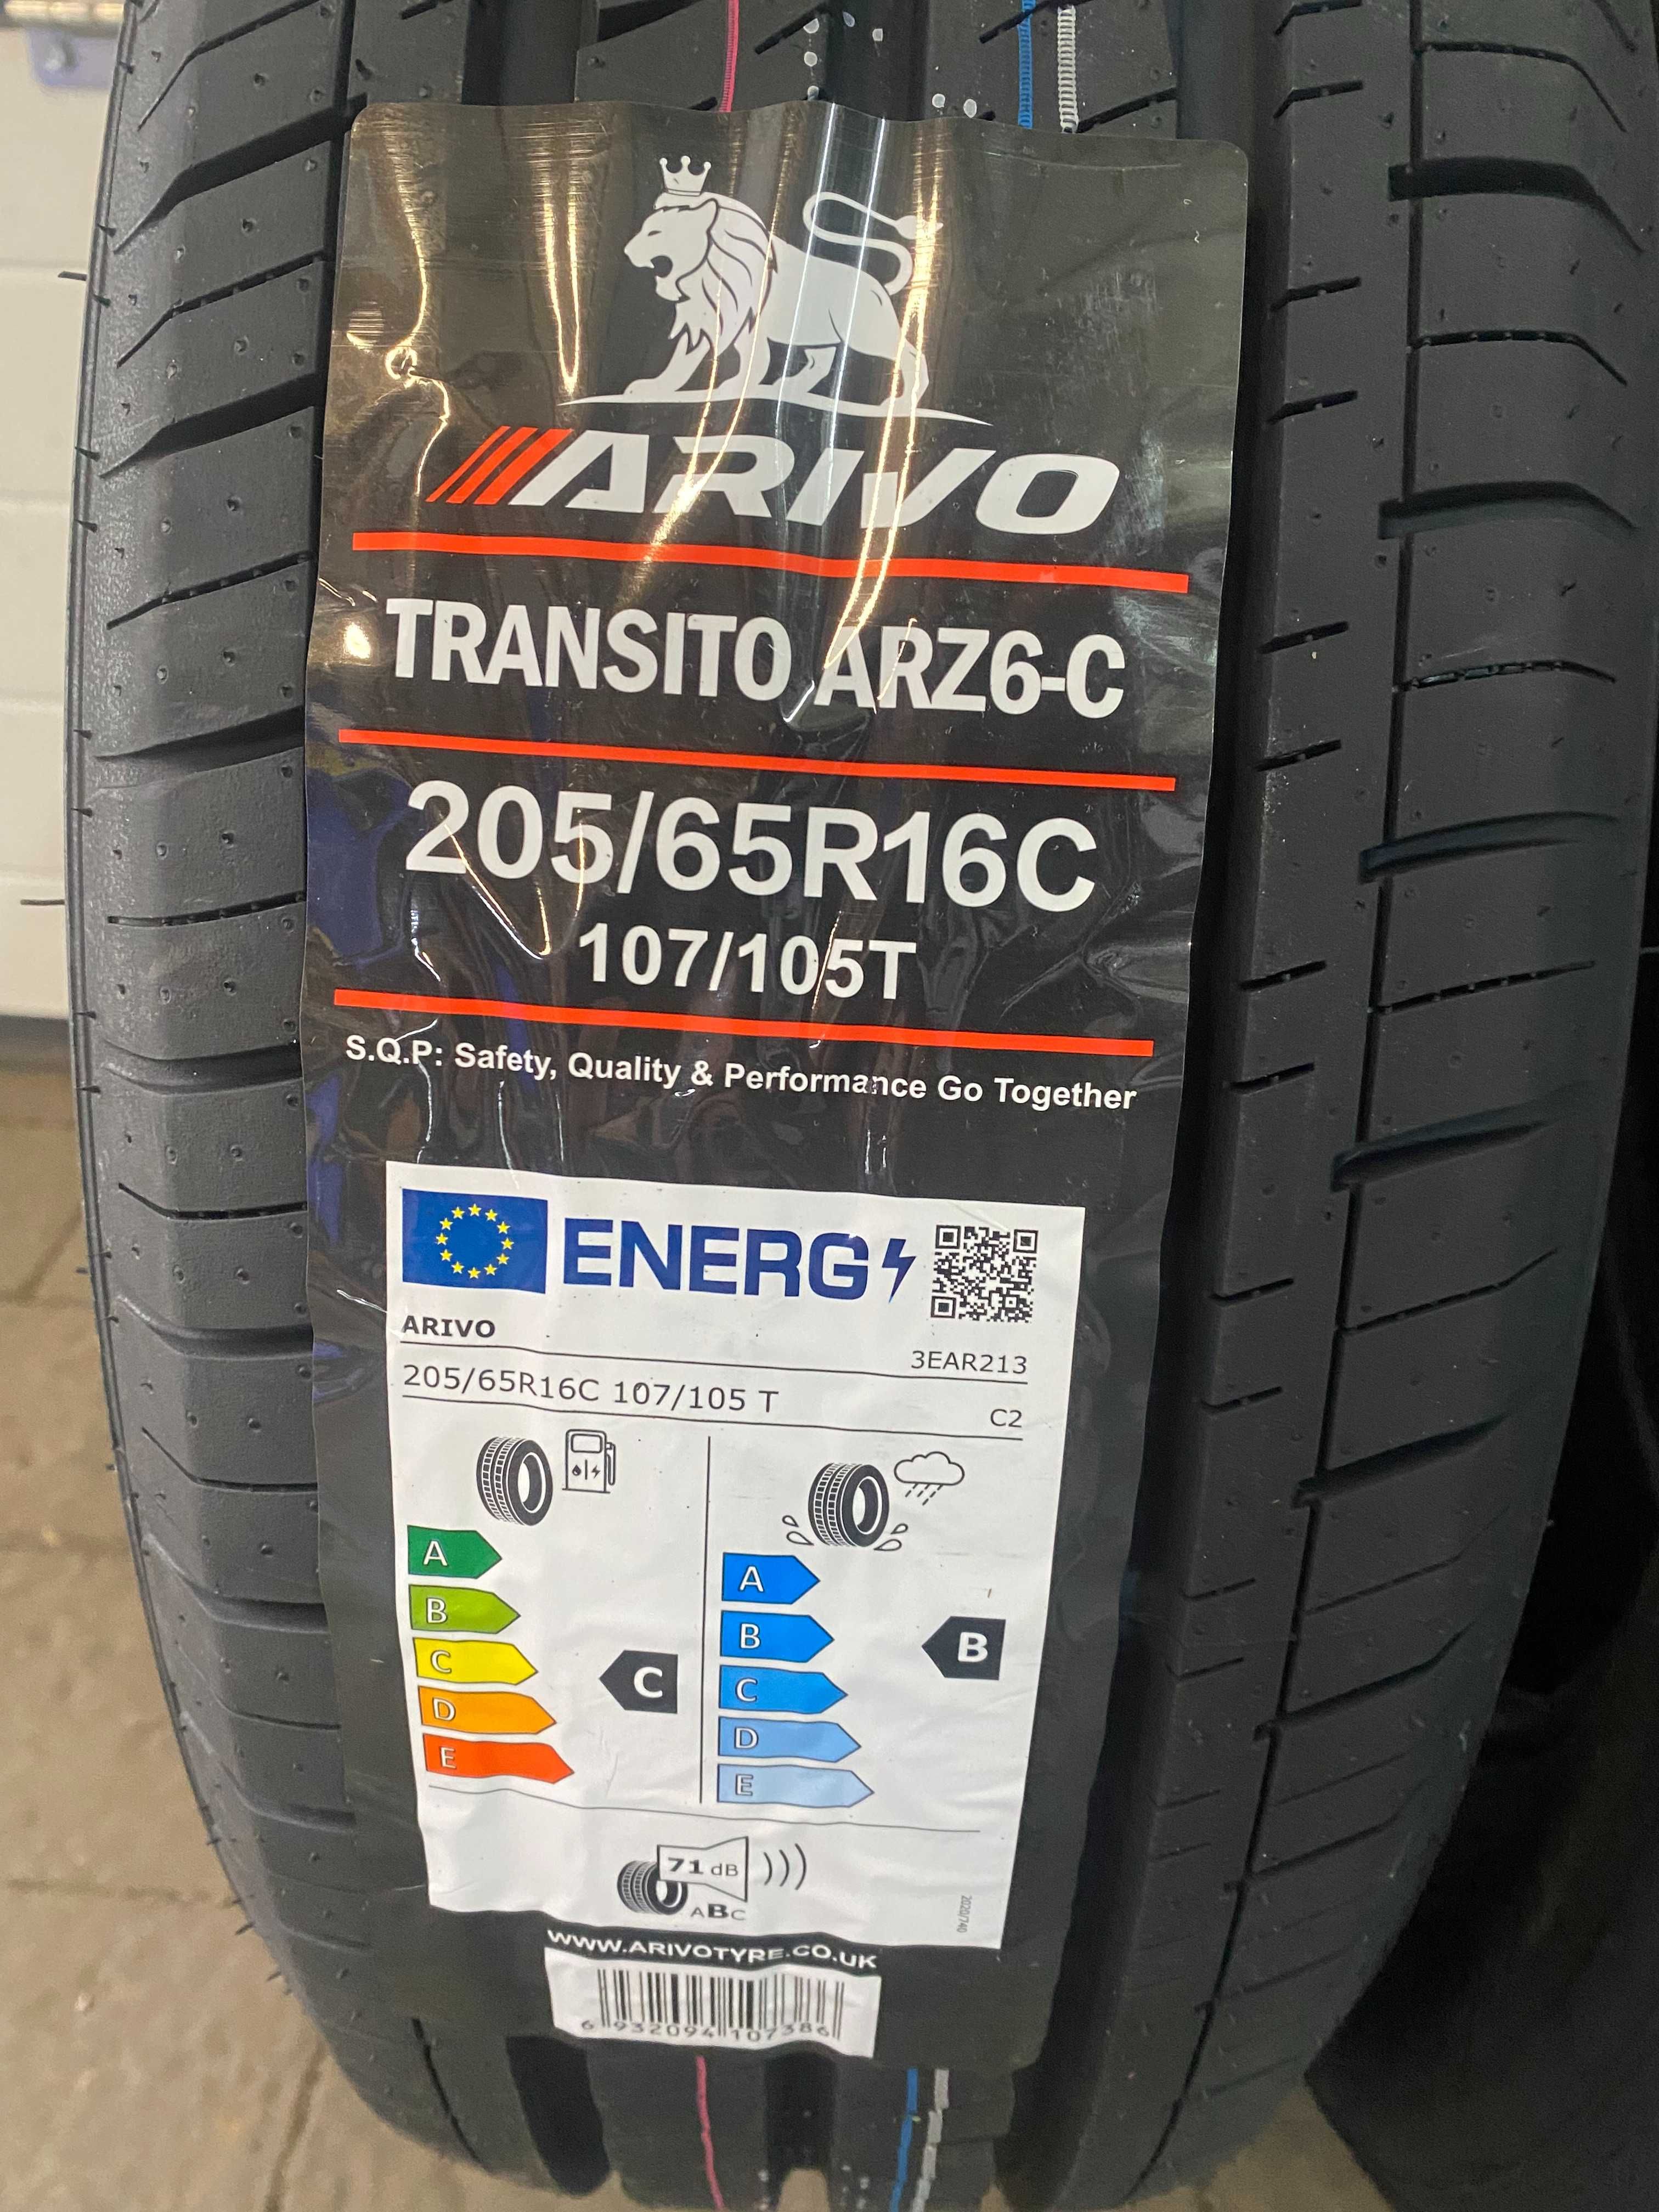 ARIVO
TRANSITO ARZ6-C
205/65R16C
107/105T
S.Q.P: Safety, Quality & Performance Go Together
ENERG
ARIVO
3EAR213
205/65R16C 107/105 T
C2
A
B
C
D
E
C
A
B
C
D
E
B
71 dB
ABC
2020/740
WWW.ARIVOTYRE.CO.UK
6 932094 107386